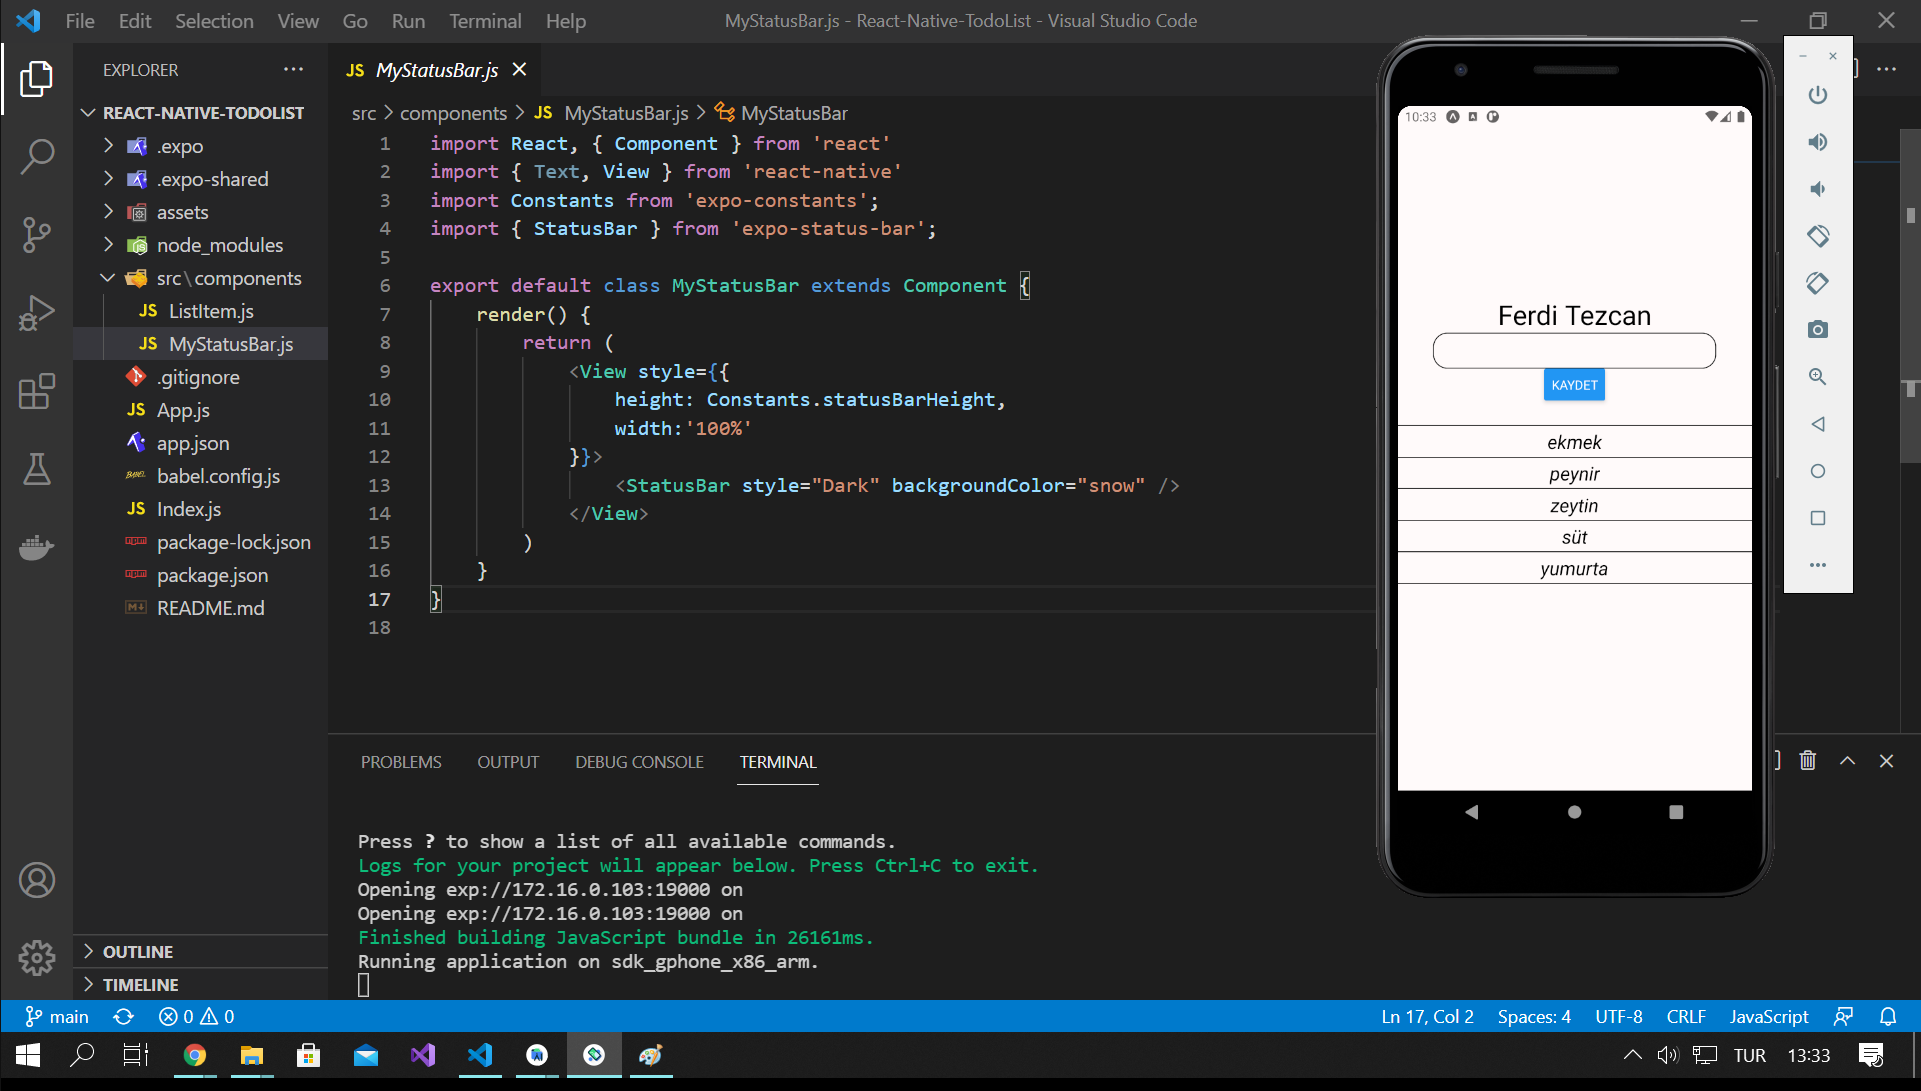 File Edit Selection View Go Run Terminal Help
MyStatusBar.js - React-Native-TodoList - Visual Studio Code
EXPLORER
REACT-NATIVE-TODOLIST
.expo
.expo-shared
assets
node_modules
src\components
JS ListItem.js
JS MyStatusBar.js
.gitignore
JS App.js
app.json
BABEL babel.config.js
JS Index.js
package-lock.json
package.json
README.md
OUTLINE
TIMELINE
JS MyStatusBar.js
src > components > JS MyStatusBar.js > MyStatusBar
1 import React, { Component } from 'react'
2 import { Text, View } from 'react-native'
3 import Constants from 'expo-constants';
4 import { StatusBar } from 'expo-status-bar';
5
6 export default class MyStatusBar extends Component {
7 render() {
8 return (
9 <View style={{
10 height: Constants.statusBarHeight,
11 width:'100%'
12 }}>
13 <StatusBar style="Dark" backgroundColor="snow" />
14 </View>
15 )
16 }
17 }
18
PROBLEMS OUTPUT DEBUG CONSOLE TERMINAL
Press ? to show a list of all available commands.
Logs for your project will appear below. Press Ctrl+C to exit.
Opening exp://172.16.0.103:19000 on
Opening exp://172.16.0.103:19000 on
Finished building JavaScript bundle in 26161ms.
Running application on sdk_gphone_x86_arm.
10:33
Ferdi Tezcan
KAYDET
ekmek
peynir
zeytin
süt
yumurta
main 0 0
Ln 17, Col 2 Spaces: 4 UTF-8 CRLF JavaScript
TUR 13:33